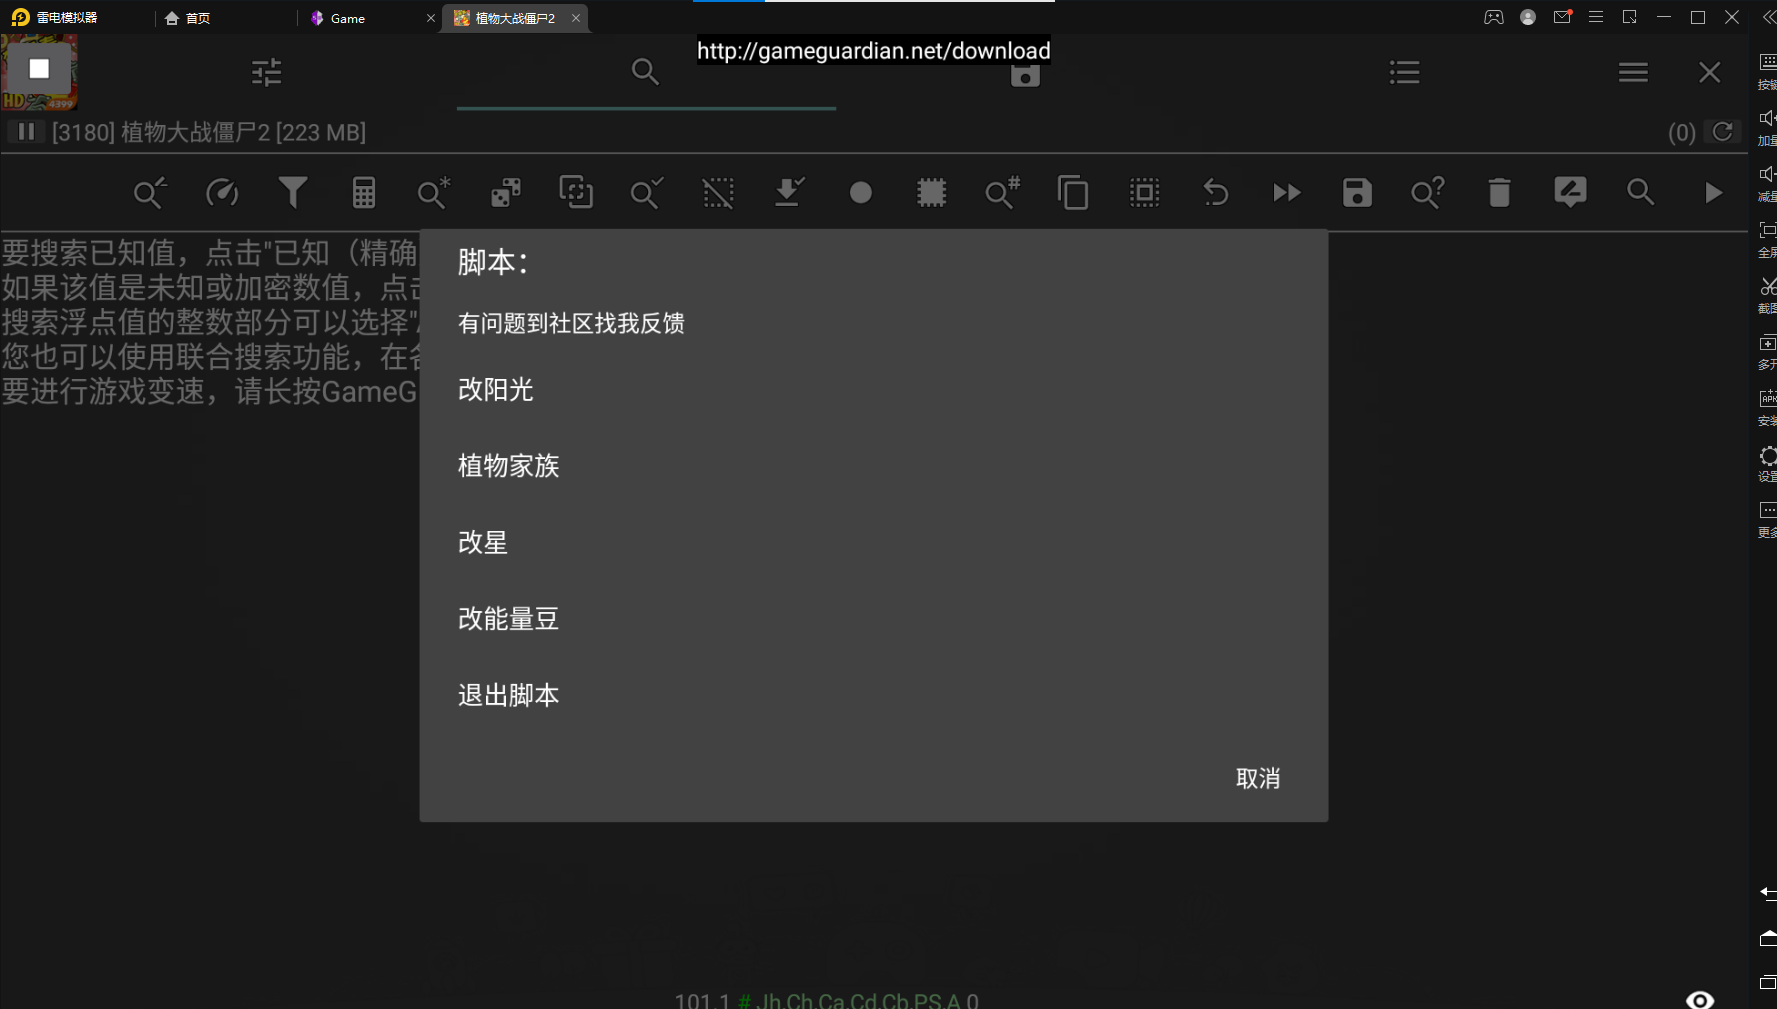 雷电模拟器
首页
Game
植物大战僵尸2
http://gameguardian.net/download
HD
4399
[3180] 植物大战僵尸2 [223 MB]
(0)
要搜索已知值，点击"已知（精确
如果该值是未知或加密数值，点
搜索浮点值的整数部分可以选择"
您也可以使用联合搜索功能，在
要进行游戏变速，请长按GameG
脚本：
有问题到社区找我反馈
改阳光
植物家族
改星
改能量豆
退出脚本
取消
按键
加量
减量
全屏
截图
多开
APK
安装
设置
更多
101.1 # Jh,Ch,Ca,Cd,Cb,PS,A,0